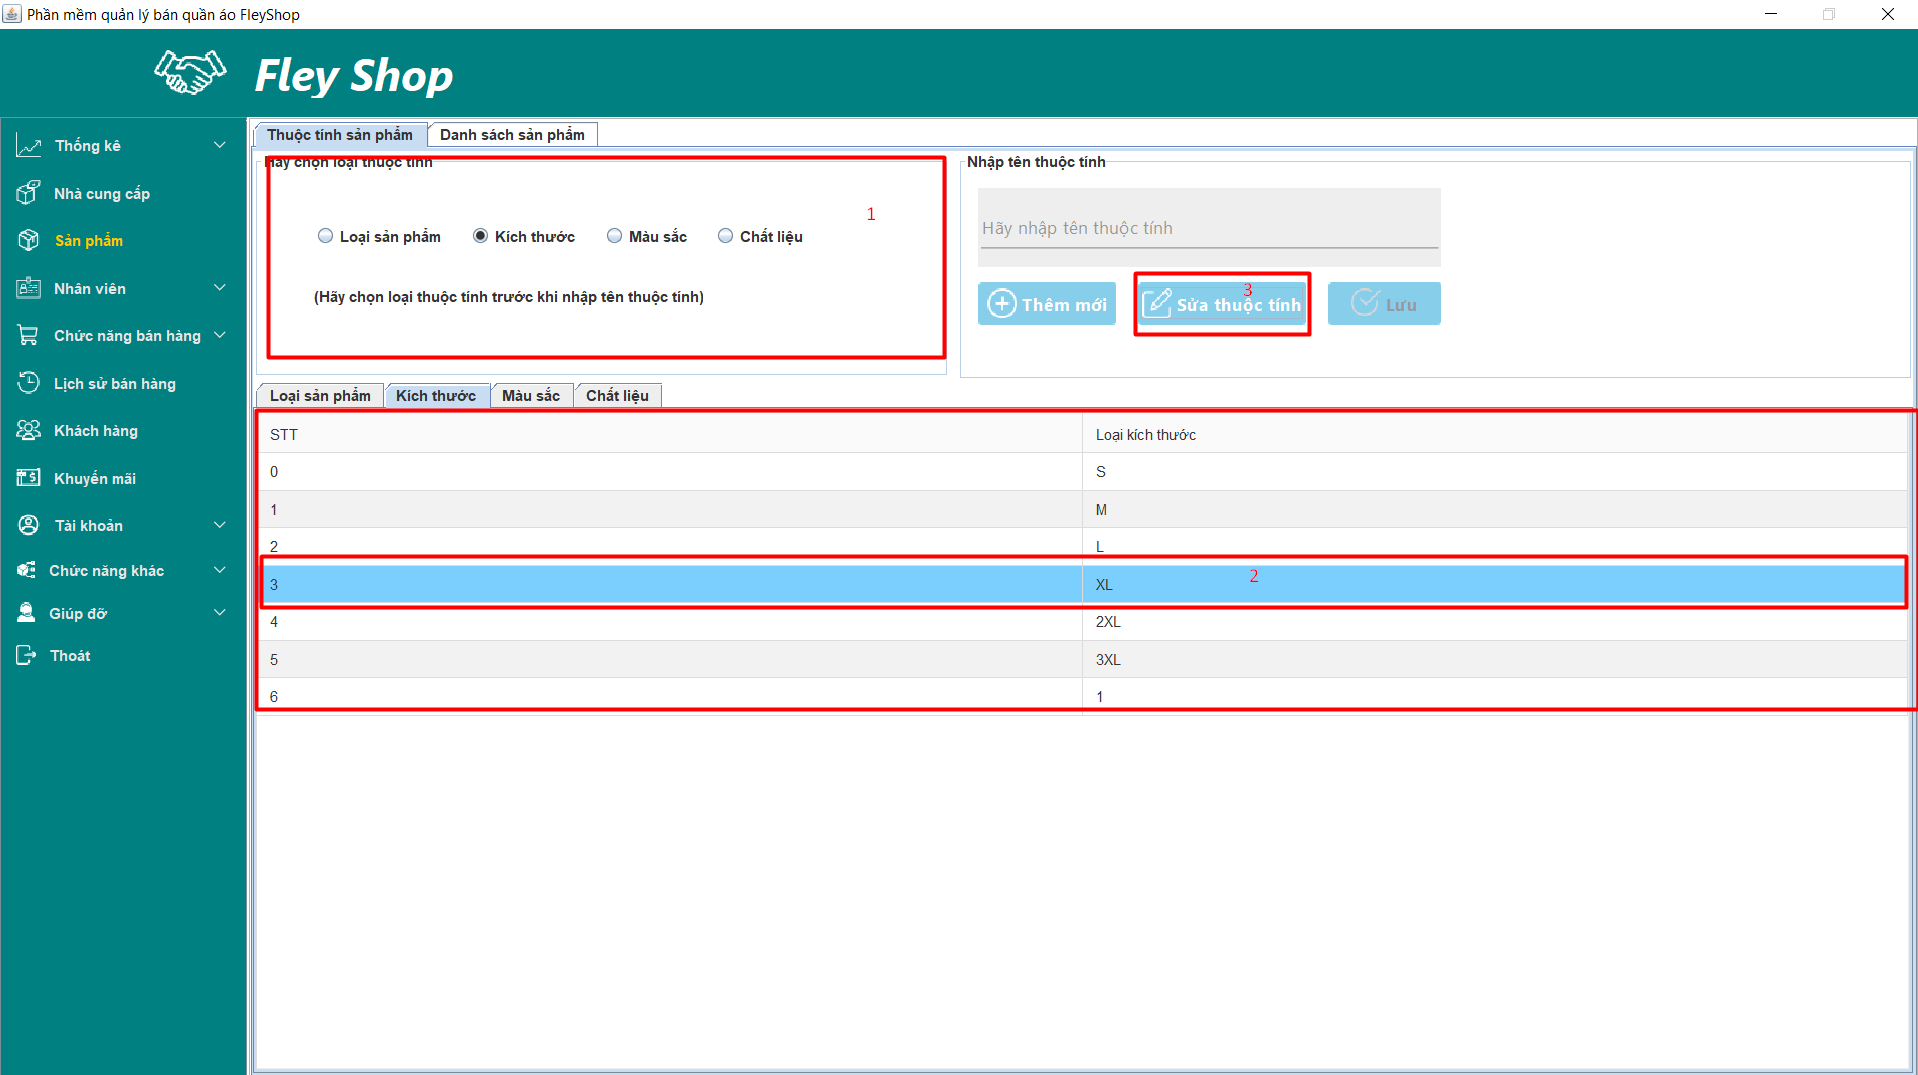 Phần mềm quản lý bán quần áo FleyShop
Fley Shop
Thống kê
Nhà cung cấp
Sản phẩm
Nhân viên
Chức năng bán hàng
Lịch sử bán hàng
Khách hàng
Khuyến mãi
Tài khoản
Chức năng khác
Giúp đỡ
Thoát
Thuộc tính sản phẩm Danh sách sản phẩm
Hãy chọn loại thuộc tính
1
Loại sản phẩm Kích thước Màu sắc Chất liệu
(Hãy chọn loại thuộc tính trước khi nhập tên thuộc tính)
Nhập tên thuộc tính
Hãy nhập tên thuộc tính
3
Thêm mới Sửa thuộc tính Lưu
Loại sản phẩm Kích thước Màu sắc Chất liệu
STT Loại kích thước
0 S
1 M
2 L
3 XL 2
4 2XL
5 3XL
6 1